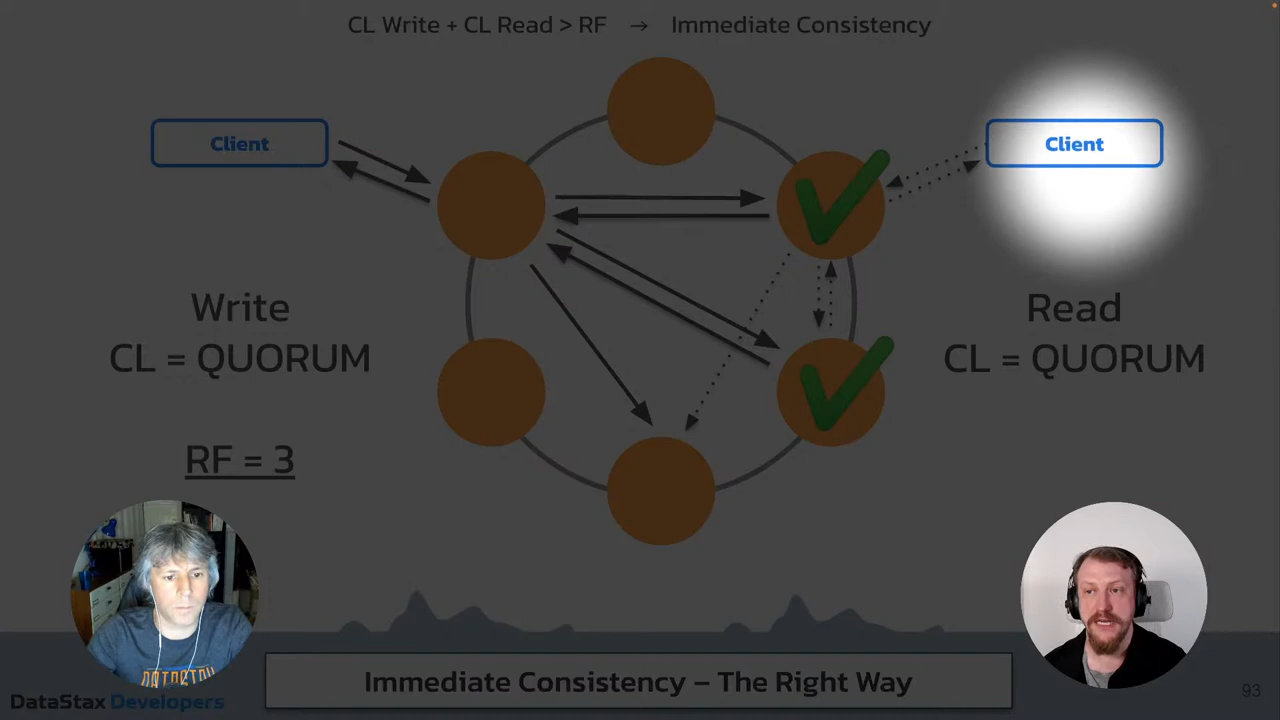 CL Write + CL Read > RF → Immediate Consistency
Client
Client
Write
CL = QUORUM
Read
CL = QUORUM
RF = 3
DATASTAX
Immediate Consistency – The Right Way
DataStax Developers
93